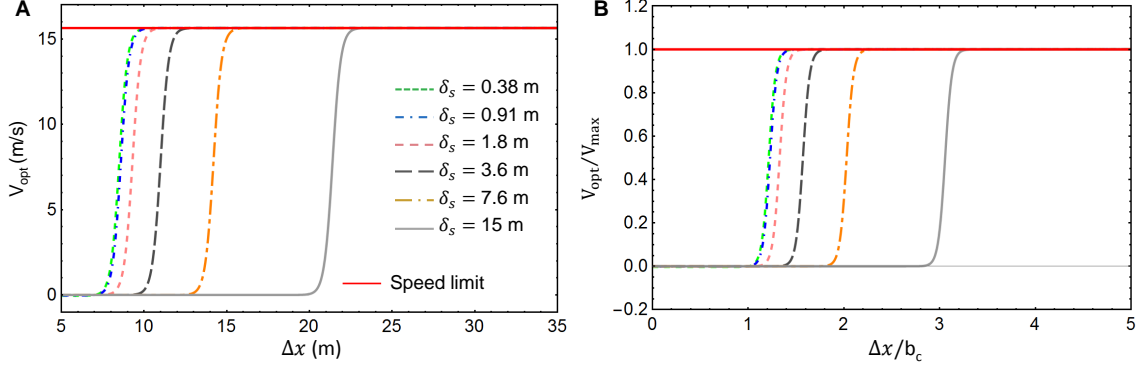 A
V_opt (m/s)
15
10
5
0
δ_s = 0.38 m
δ_s = 0.91 m
δ_s = 1.8 m
δ_s = 3.6 m
δ_s = 7.6 m
δ_s = 15 m
Speed limit
5 10 15 20 25 30 35
Δx (m)
B
V_opt/V_max
1.2
1.0
0.8
0.6
0.4
0.2
0.0
−0.2
0 1 2 3 4 5
Δx/b_c